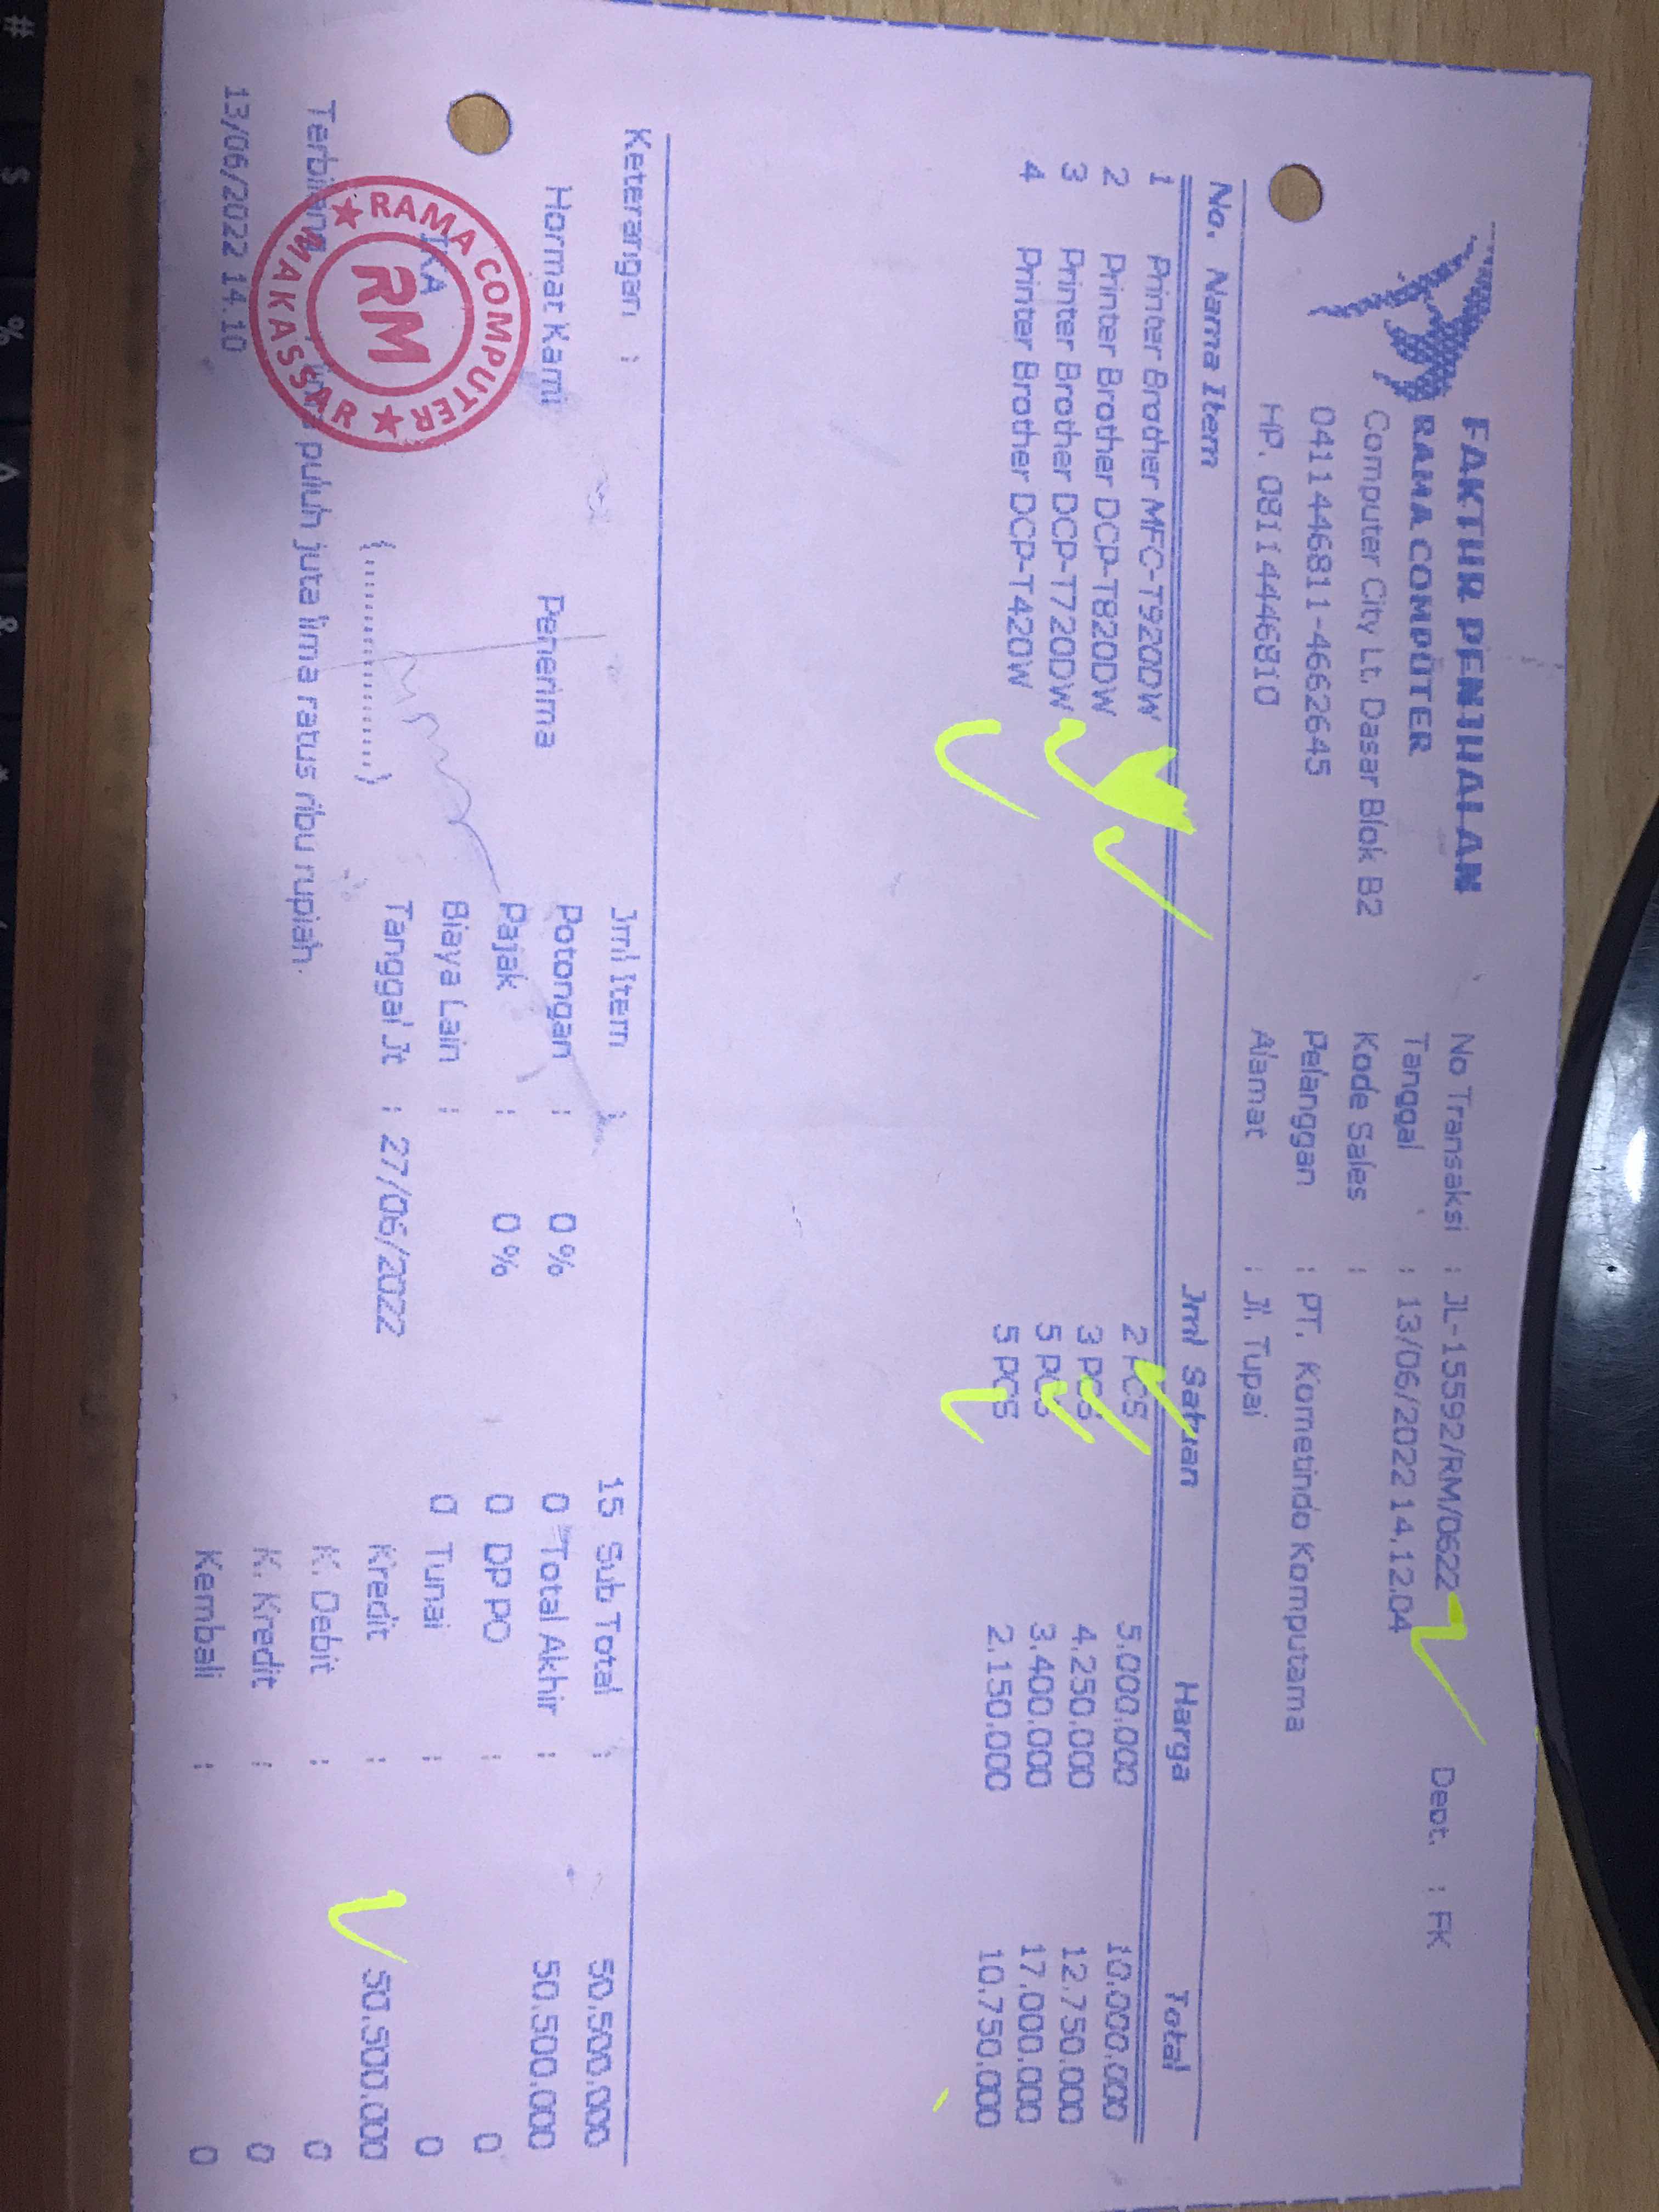 FAKTUR PENJUALAN
RAMA COMPUTER
Computer City Lt. Dasar Blok B2
0411446811-4662645
HP. 08114446810
No Transaksi : JL-15592/RM/0622
Dept. : FK
Tanggal : 13/06/2022 14.12.04
Kode Sales :
Pelanggan : PT. Kometindo Komputama
Alamat : Jl. Tupai
No. Nama Item Jml Satuan Harga Total
1 Printer Brother MFC-T920DW 2 PCS 5.000.000 10.000.000
2 Printer Brother DCP-T820DW 3 PCS 4.250.000 12.750.000
3 Printer Brother DCP-T720DW 5 PCS 3.400.000 17.000.000
4 Printer Brother DCP-T420W 5 PCS 2.150.000 10.750.000
Keterangan : Jml Item : 15 Sub Total : 50.500.000
Hormat Kami Penerima Potongan : 0 % 0 Total Akhir : 50.500.000
Pajak : 0 % 0 DP PO : 0
IKA Biaya Lain : 0 Tunai : 0
(..................) Tanggal Jt : 27/06/2022 Kredit : 50.500.000
puluh juta lima ratus ribu rupiah. K. Debit : 0
K. Kredit : 0
13/06/2022 14.10 Kembali : 0
RAMA COMPUTER
RM
MAKASSAR
# $ % ^ & *